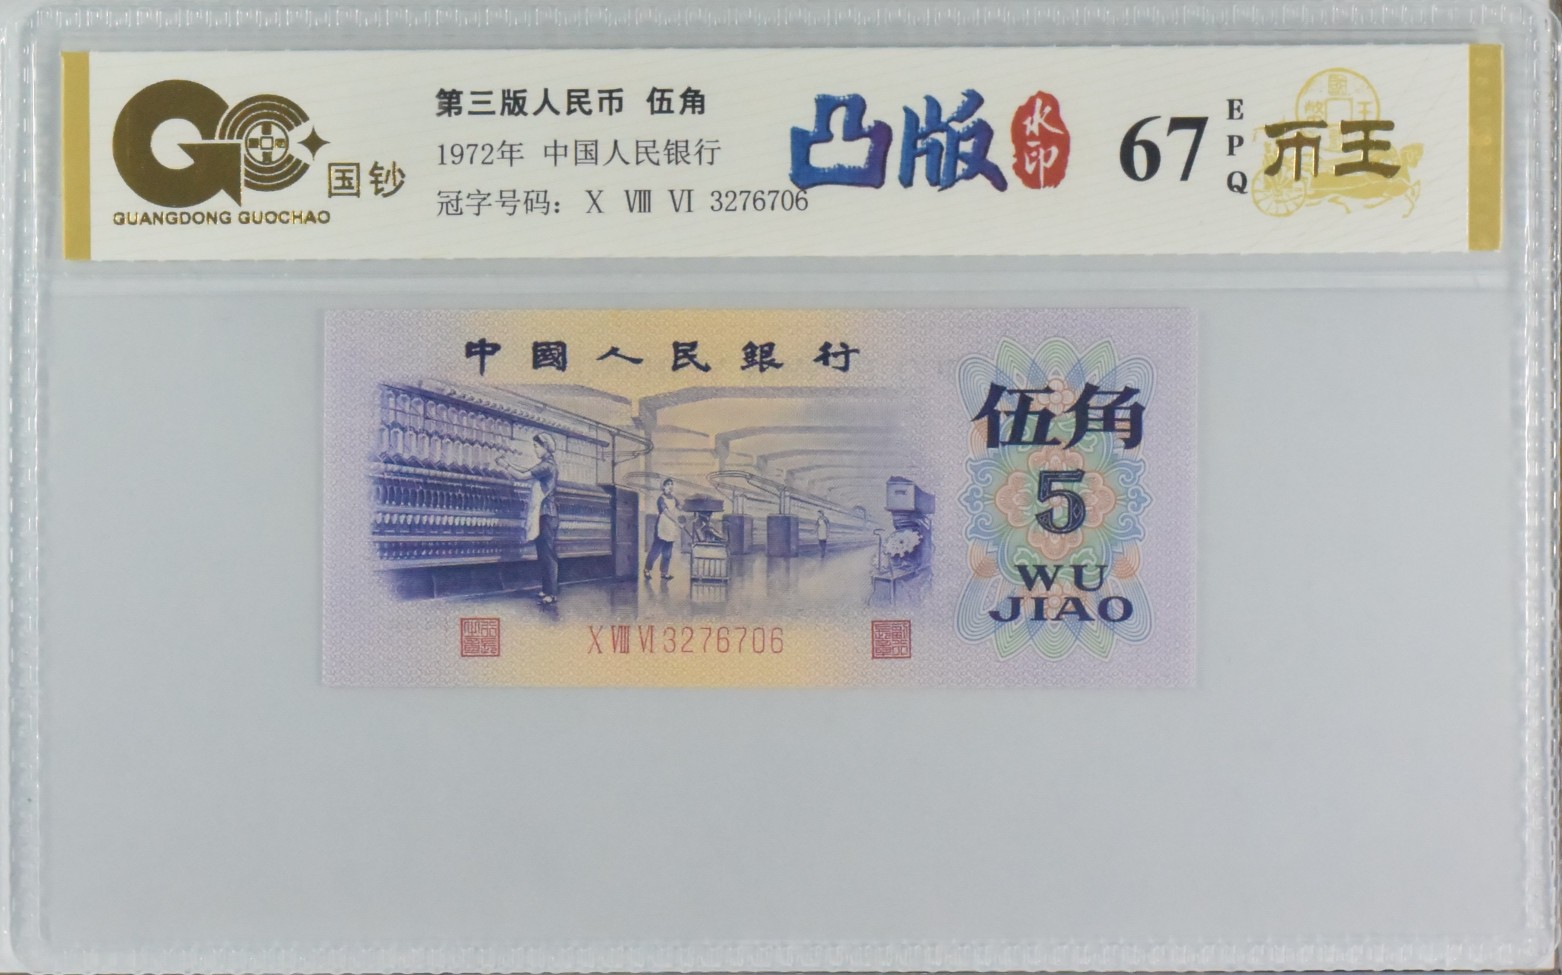 第三版人民币 伍角
1972年 中国人民银行
冠字号码: Ⅹ Ⅷ Ⅵ 3276706
国钞
GUANGDONG GUOCHAO
凸版
水印
67
EPQ
币王
中國人民銀行
伍角
5
WU
JIAO
Ⅹ Ⅷ Ⅵ 3276706